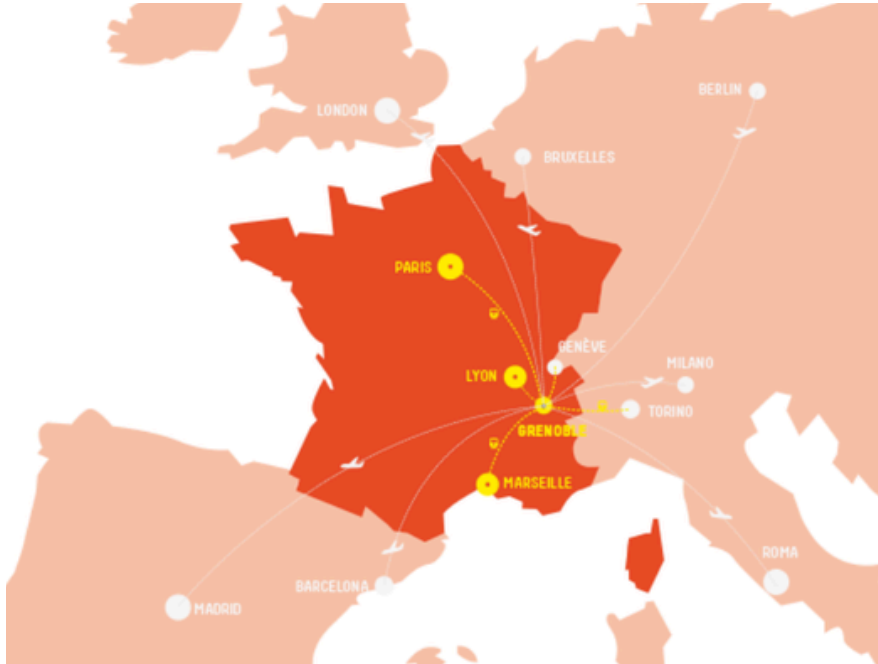 LONDON
BERLIN
BRUXELLES
PARIS
GENÈVE
MILANO
LYON
TORINO
GRENOBLE
MARSEILLE
ROMA
BARCELONA
MADRID